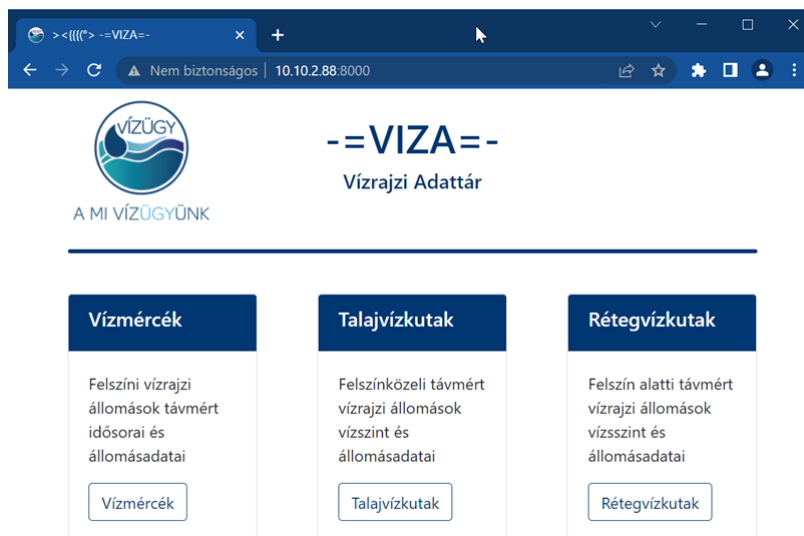 ><((((°> -=VIZA=-
Nem biztonságos | 10.10.2.88:8000
VÍZÜGY
A MI VÍZÜGYÜNK
-=VIZA=-
Vízrajzi Adattár
Vízmércék
Felszíni vízrajzi
állomások távmért
idősorai és
állomásadatai
Vízmércék
Talajvízkutak
Felszínközeli távmért
vízrajzi állomások
vízszint és
állomásadatai
Talajvízkutak
Rétegvízkutak
Felszín alatti távmért
vízrajzi állomások
vízsszint és
állomásadatai
Rétegvízkutak